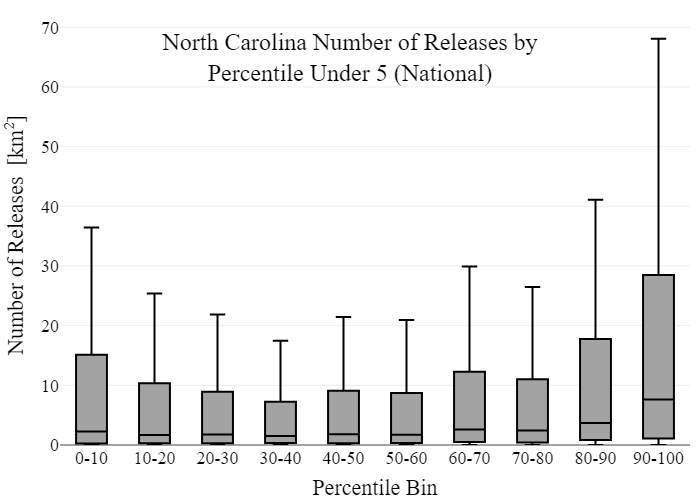 North Carolina Number of Releases by
Percentile Under 5 (National)
Number of Releases [km²]
70
60
50
40
30
20
10
0
0-10 10-20 20-30 30-40 40-50 50-60 60-70 70-80 80-90 90-100
Percentile Bin